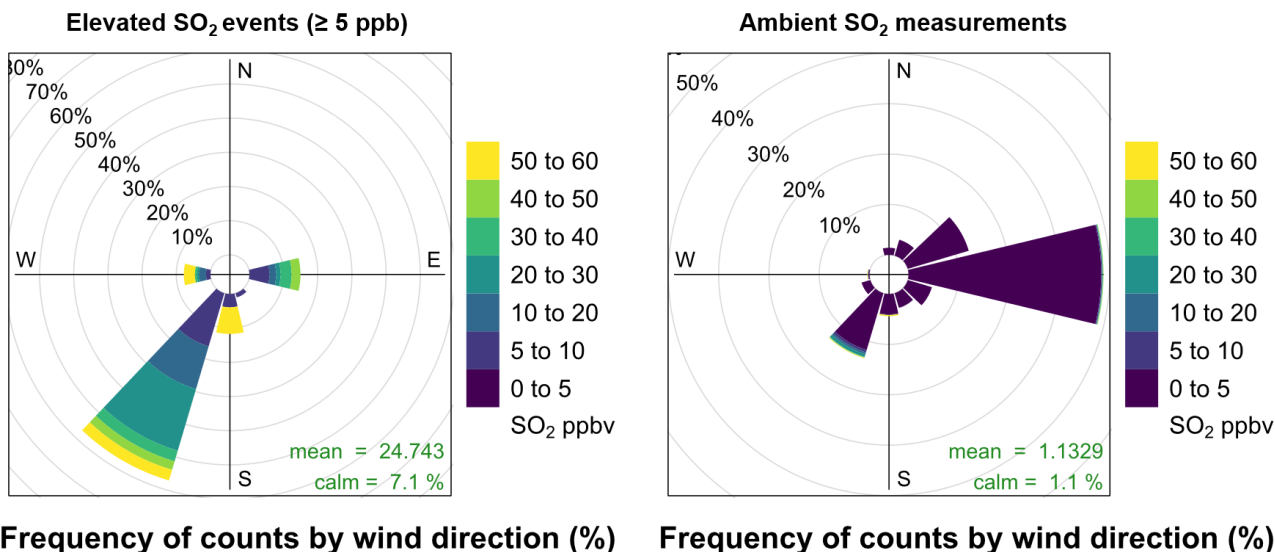 Elevated SO₂ events (≥ 5 ppb)
N
80%
70%
60%
50%
40%
30%
20%
10%
W
E
S
mean = 24.743
calm = 7.1 %
50 to 60
40 to 50
30 to 40
20 to 30
10 to 20
5 to 10
0 to 5
SO₂ ppbv
Frequency of counts by wind direction (%)
Ambient SO₂ measurements
N
50%
40%
30%
20%
10%
W
S
mean = 1.1329
calm = 1.1 %
50 to 60
40 to 50
30 to 40
20 to 30
10 to 20
5 to 10
0 to 5
SO₂ ppbv
Frequency of counts by wind direction (%)